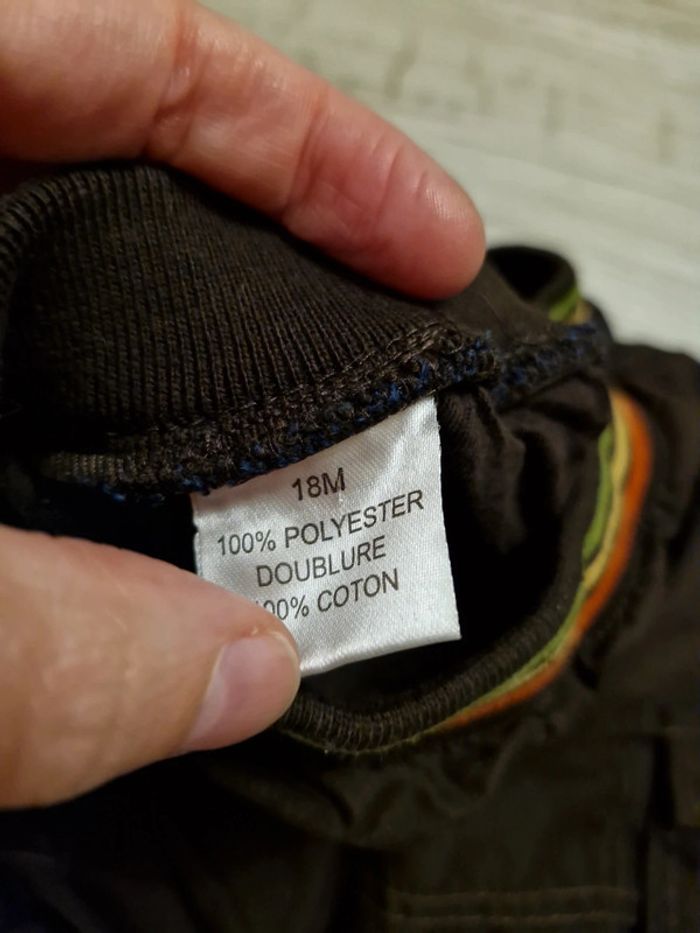 18M
100% POLYESTER
DOUBLURE
00% COTON